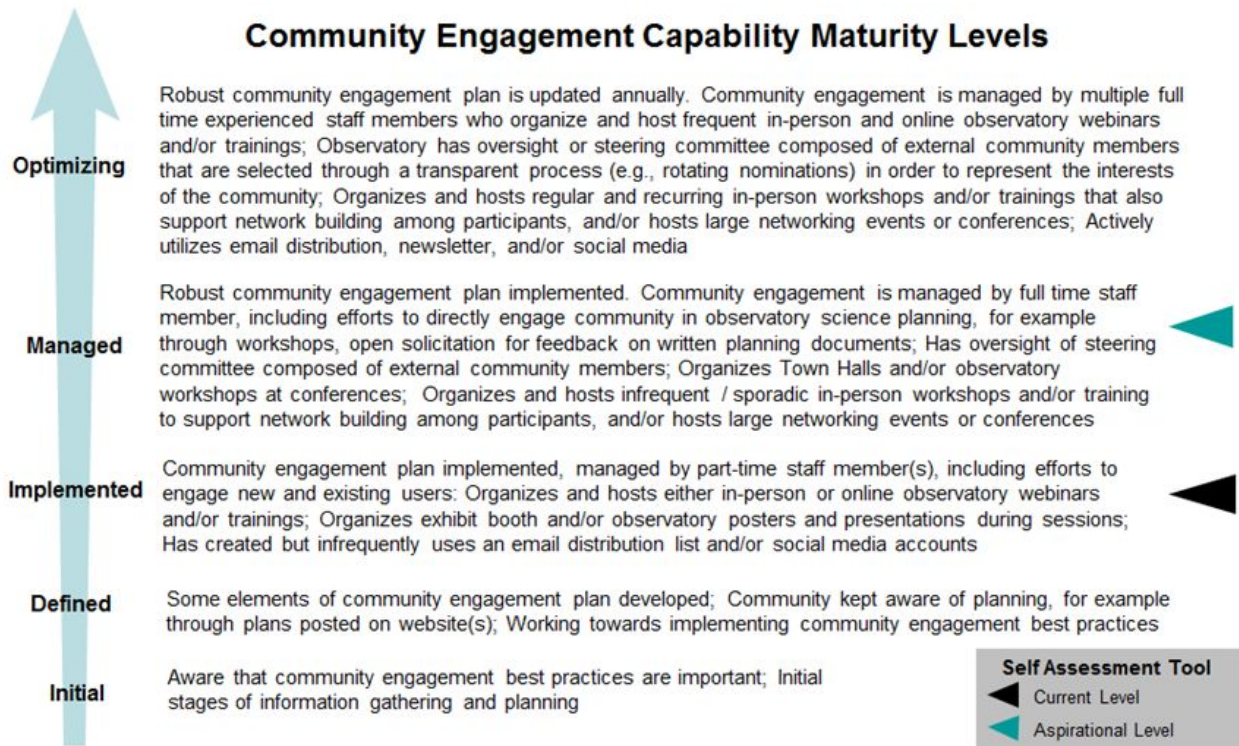 Community Engagement Capability Maturity Levels
Optimizing
Robust community engagement plan is updated annually. Community engagement is managed by multiple full
time experienced staff members who organize and host frequent in-person and online observatory webinars
and/or trainings; Observatory has oversight or steering committee composed of external community members
that are selected through a transparent process (e.g., rotating nominations) in order to represent the interests
of the community; Organizes and hosts regular and recurring in-person workshops and/or trainings that also
support network building among participants, and/or hosts large networking events or conferences; Actively
utilizes email distribution, newsletter, and/or social media
Managed
Robust community engagement plan implemented. Community engagement is managed by full time staff
member, including efforts to directly engage community in observatory science planning, for example
through workshops, open solicitation for feedback on written planning documents; Has oversight of steering
committee composed of external community members; Organizes Town Halls and/or observatory
workshops at conferences; Organizes and hosts infrequent / sporadic in-person workshops and/or training
to support network building among participants, and/or hosts large networking events or conferences
Implemented
Community engagement plan implemented, managed by part-time staff member(s), including efforts to
engage new and existing users: Organizes and hosts either in-person or online observatory webinars
and/or trainings; Organizes exhibit booth and/or observatory posters and presentations during sessions;
Has created but infrequently uses an email distribution list and/or social media accounts
Defined
Some elements of community engagement plan developed; Community kept aware of planning, for example
through plans posted on website(s); Working towards implementing community engagement best practices
Initial
Aware that community engagement best practices are important; Initial
stages of information gathering and planning
Self Assessment Tool
Current Level
Aspirational Level